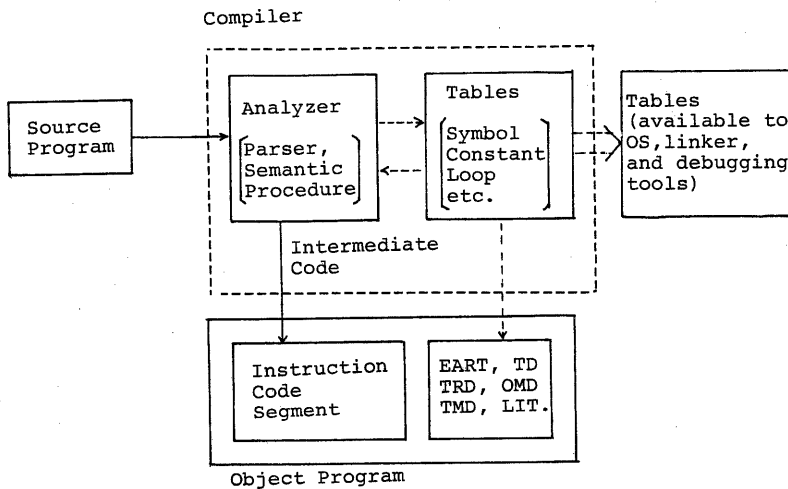 Compiler
Source
Program
Analyzer
Parser,
Semantic
Procedure
Tables
Symbol
Constant
Loop
etc.
Tables
(available to
OS,linker,
and debugging
tools)
Intermediate
Code
Instruction
Code
Segment
EART, TD
TRD, OMD
TMD, LIT.
Object Program